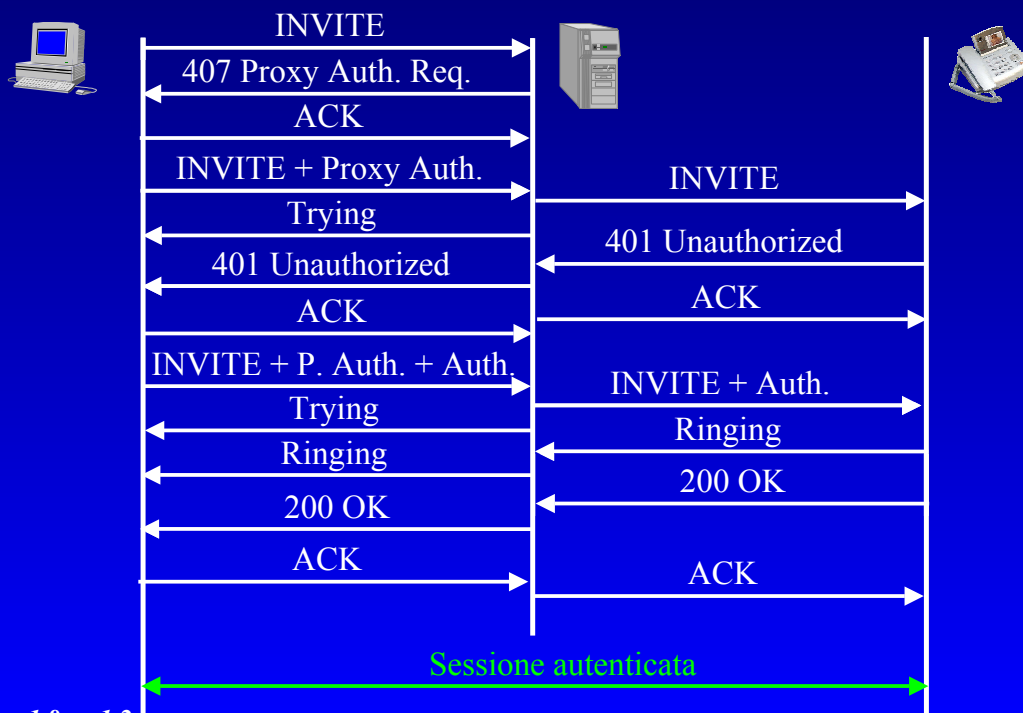 INVITE
407 Proxy Auth. Req.
ACK
INVITE + Proxy Auth.
INVITE
Trying
401 Unauthorized
401 Unauthorized
ACK
ACK
INVITE + P. Auth. + Auth.
INVITE + Auth.
Trying
Ringing
Ringing
200 OK
200 OK
ACK
ACK
Sessione autenticata